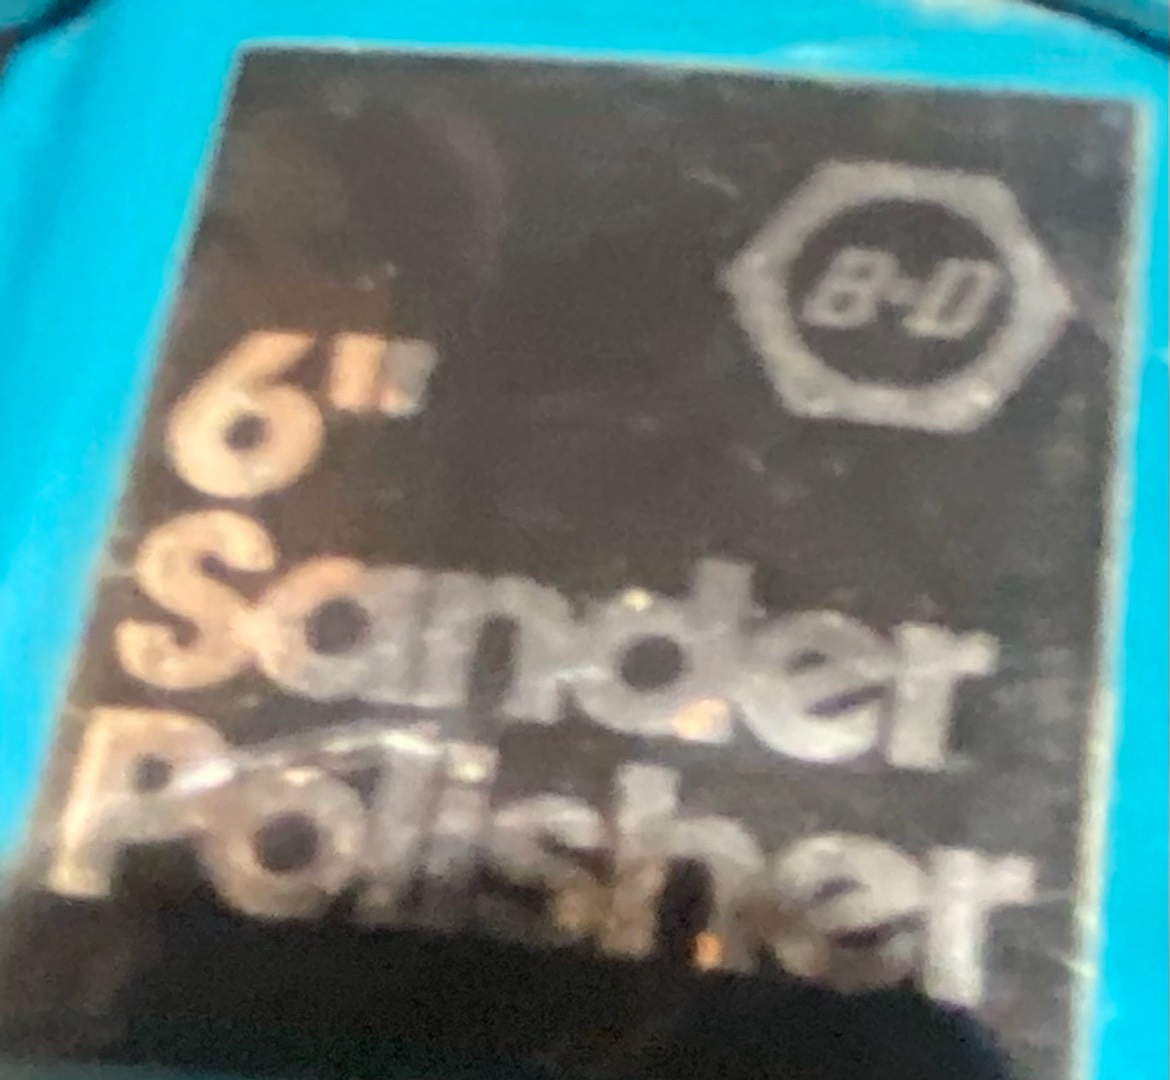 B-D
6"
Sander
Polisher